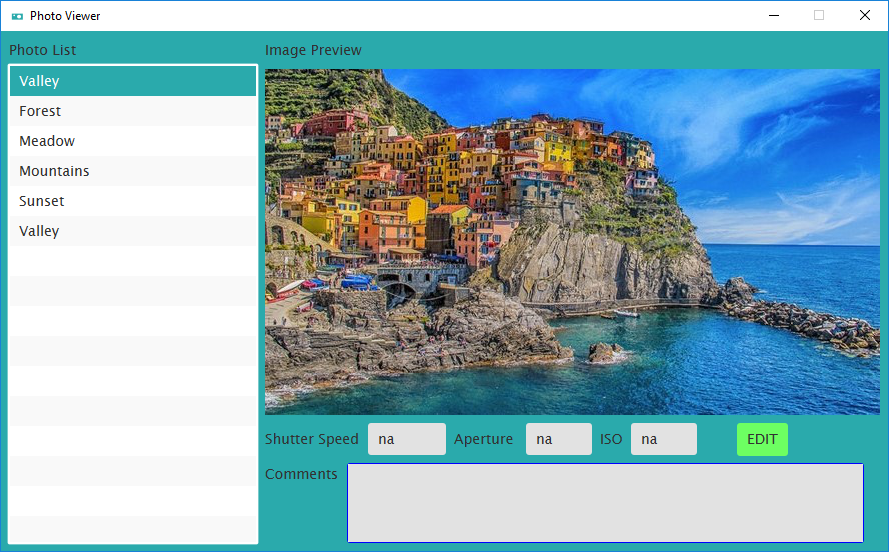 Photo Viewer
Photo List
Valley
Forest
Meadow
Mountains
Sunset
Valley
Image Preview
Shutter Speed na Aperture na ISO na EDIT
Comments